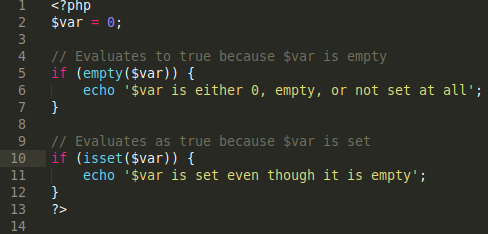 1 <?php
2 $var = 0;
3
4 // Evaluates to true because $var is empty
5 if (empty($var)) {
6 echo '$var is either 0, empty, or not set at all';
7 }
8
9 // Evaluates as true because $var is set
10 if (isset($var)) {
11 echo '$var is set even though it is empty';
12 }
13 ?>
14